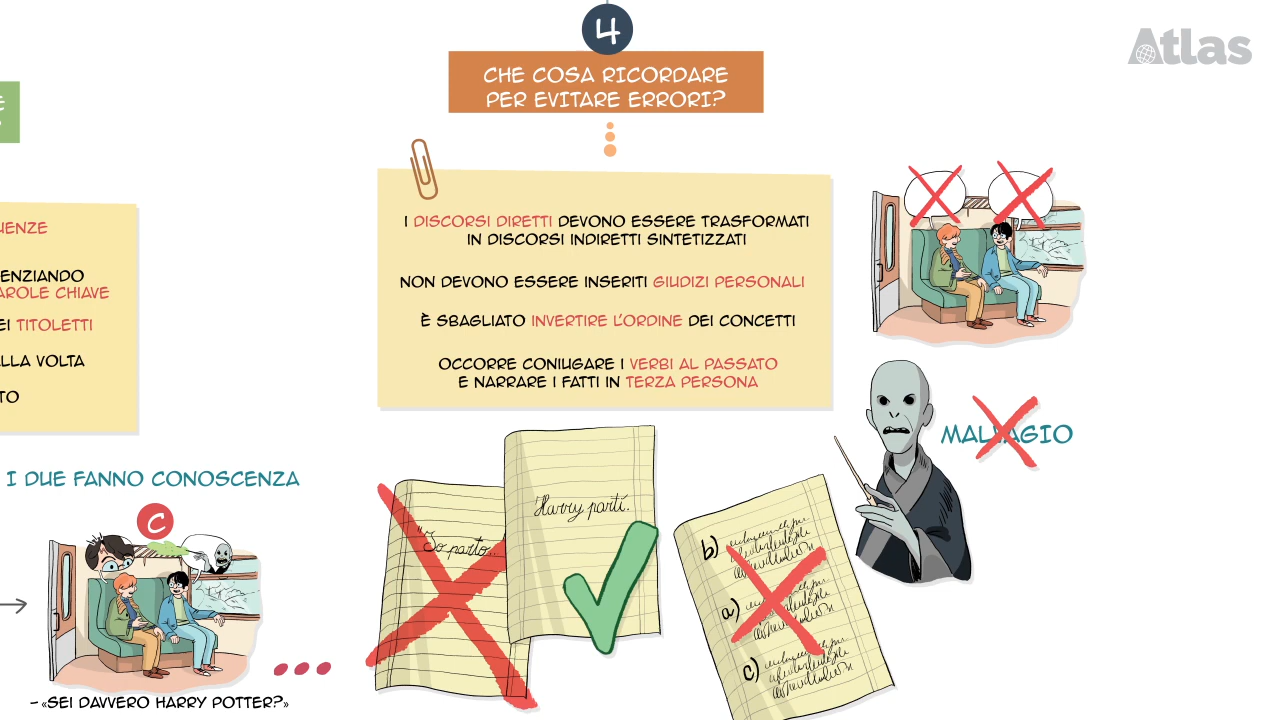 4
Atlas
CHE COSA RICORDARE
PER EVITARE ERRORI?
E
I DISCORSI DIRETTI DEVONO ESSERE TRASFORMATI
IN DISCORSI INDIRETTI SINTETIZZATI
NON DEVONO ESSERE INSERITI GIUDIZI PERSONALI
È SBAGLIATO INVERTIRE L'ORDINE DEI CONCETTI
OCCORRE CONIUGARE I VERBI AL PASSATO
E NARRARE I FATTI IN TERZA PERSONA
UENZE
ENZIANDO
AROLE CHIAVE
EI TITOLETTI
ALLA VOLTA
TO
MALVAGIO
I DUE FANNO CONOSCENZA
C
– «SEI DAVVERO HARRY POTTER?»
"Io parto..
Harry partì.
b)
a)
c)